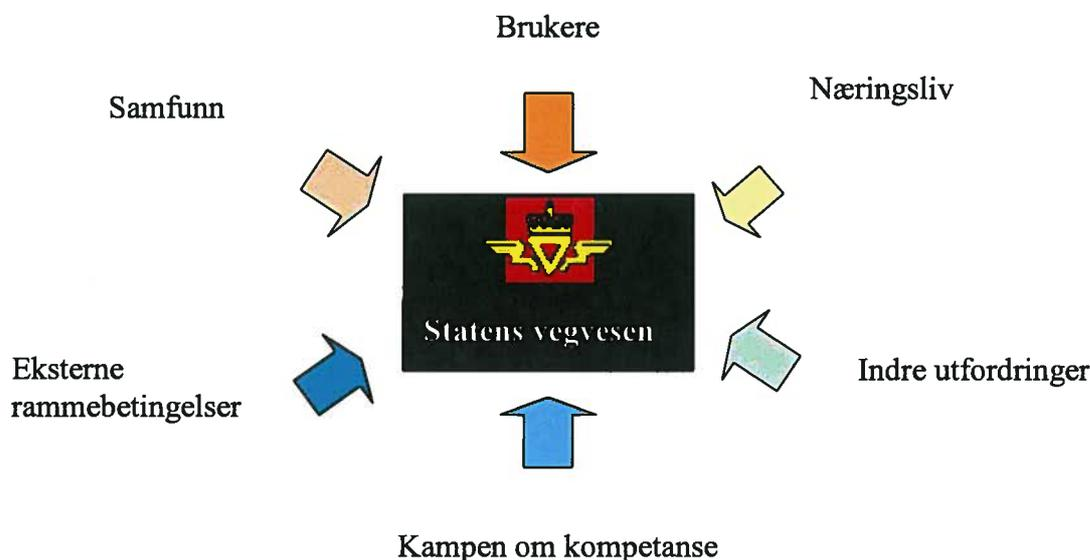 Brukere
Samfunn
Næringsliv
Statens vegvesen
Eksterne
rammebetingelser
Indre utfordringer
Kampen om kompetanse